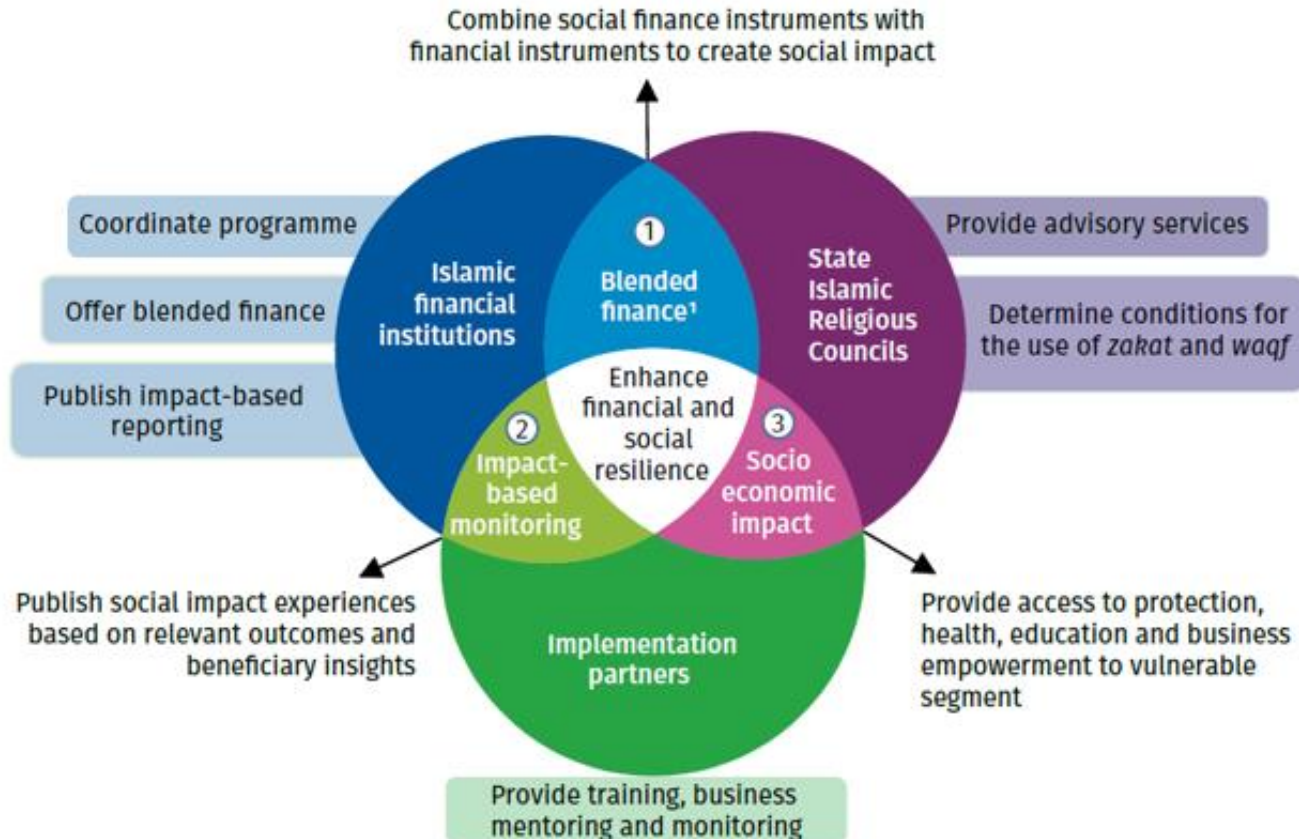 Combine social finance instruments with
financial instruments to create social impact
Coordinate programme
Offer blended finance
Publish impact-based
reporting
Islamic
financial
institutions
1
Blended
finance¹
State
Islamic
Religious
Councils
Provide advisory services
Determine conditions for
the use of zakat and waqf
Enhance
financial and
social
resilience
2
Impact-
based
monitoring
3
Socio
economic
impact
Publish social impact experiences
based on relevant outcomes and
beneficiary insights
Implementation
partners
Provide access to protection,
health, education and business
empowerment to vulnerable
segment
Provide training, business
mentoring and monitoring